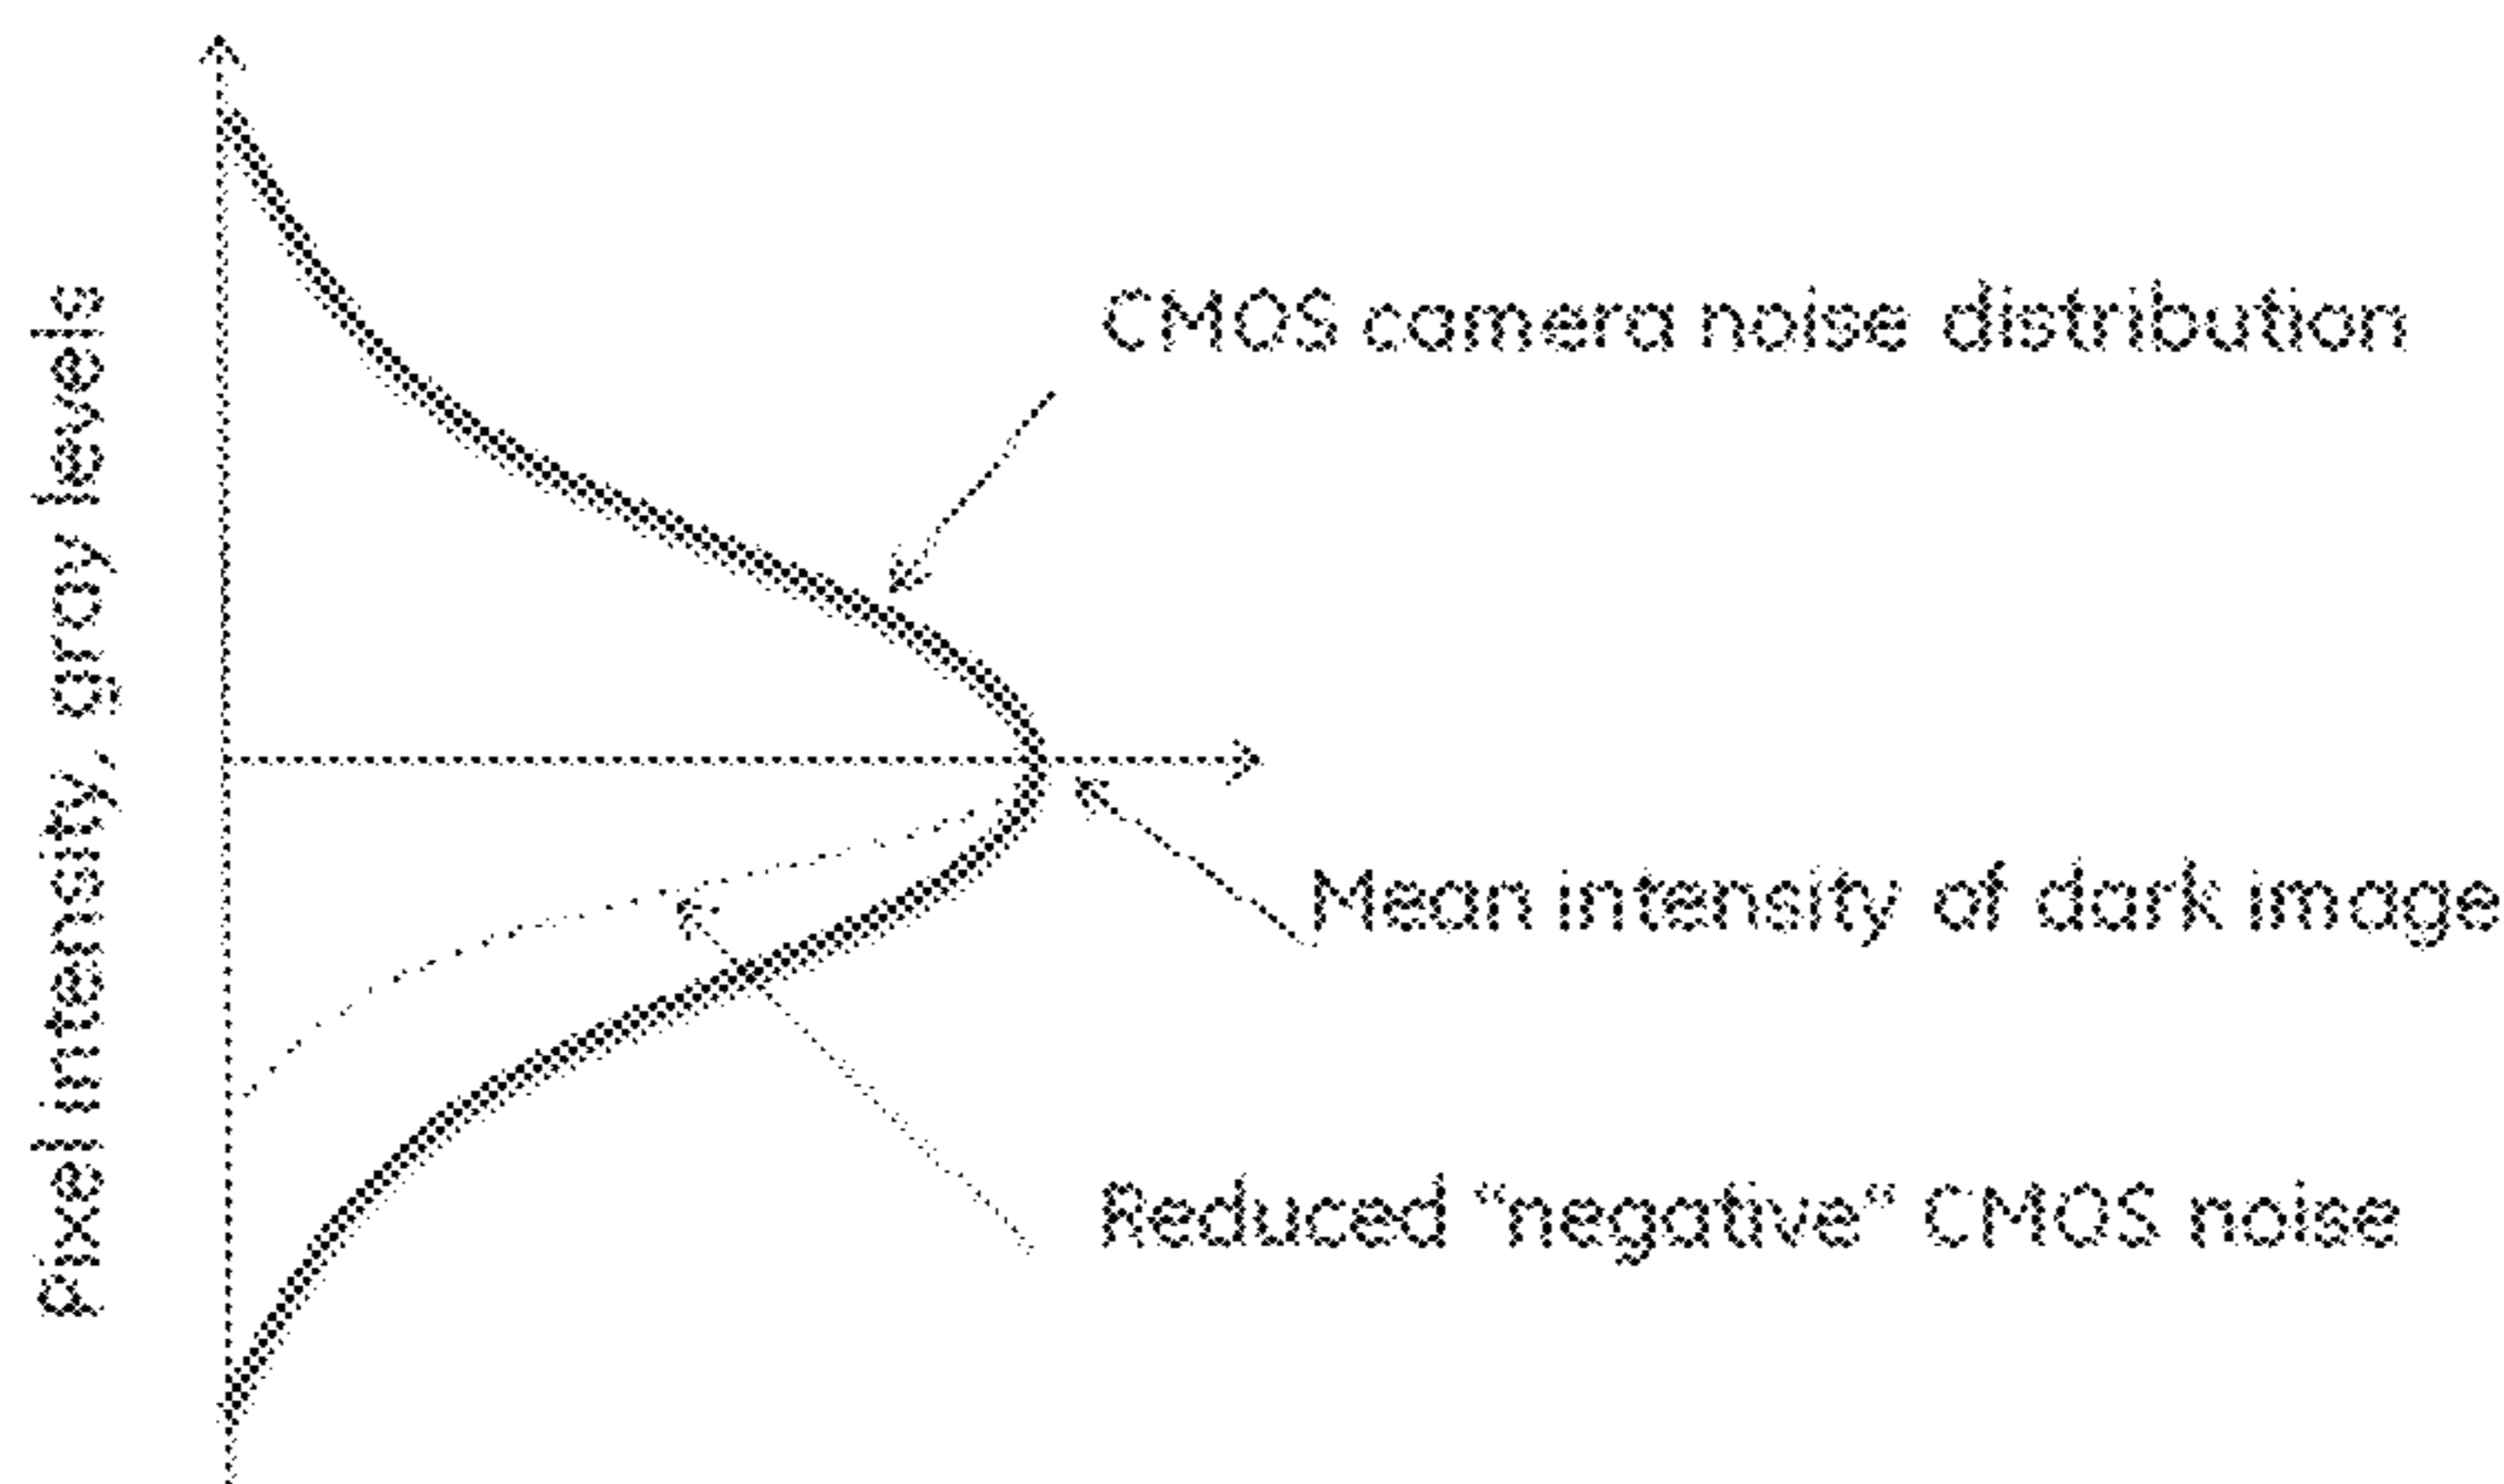 pixel intensity, gray levels
CMOS camera noise distribution
Mean intensity of dark image
Reduced "negative" CMOS noise